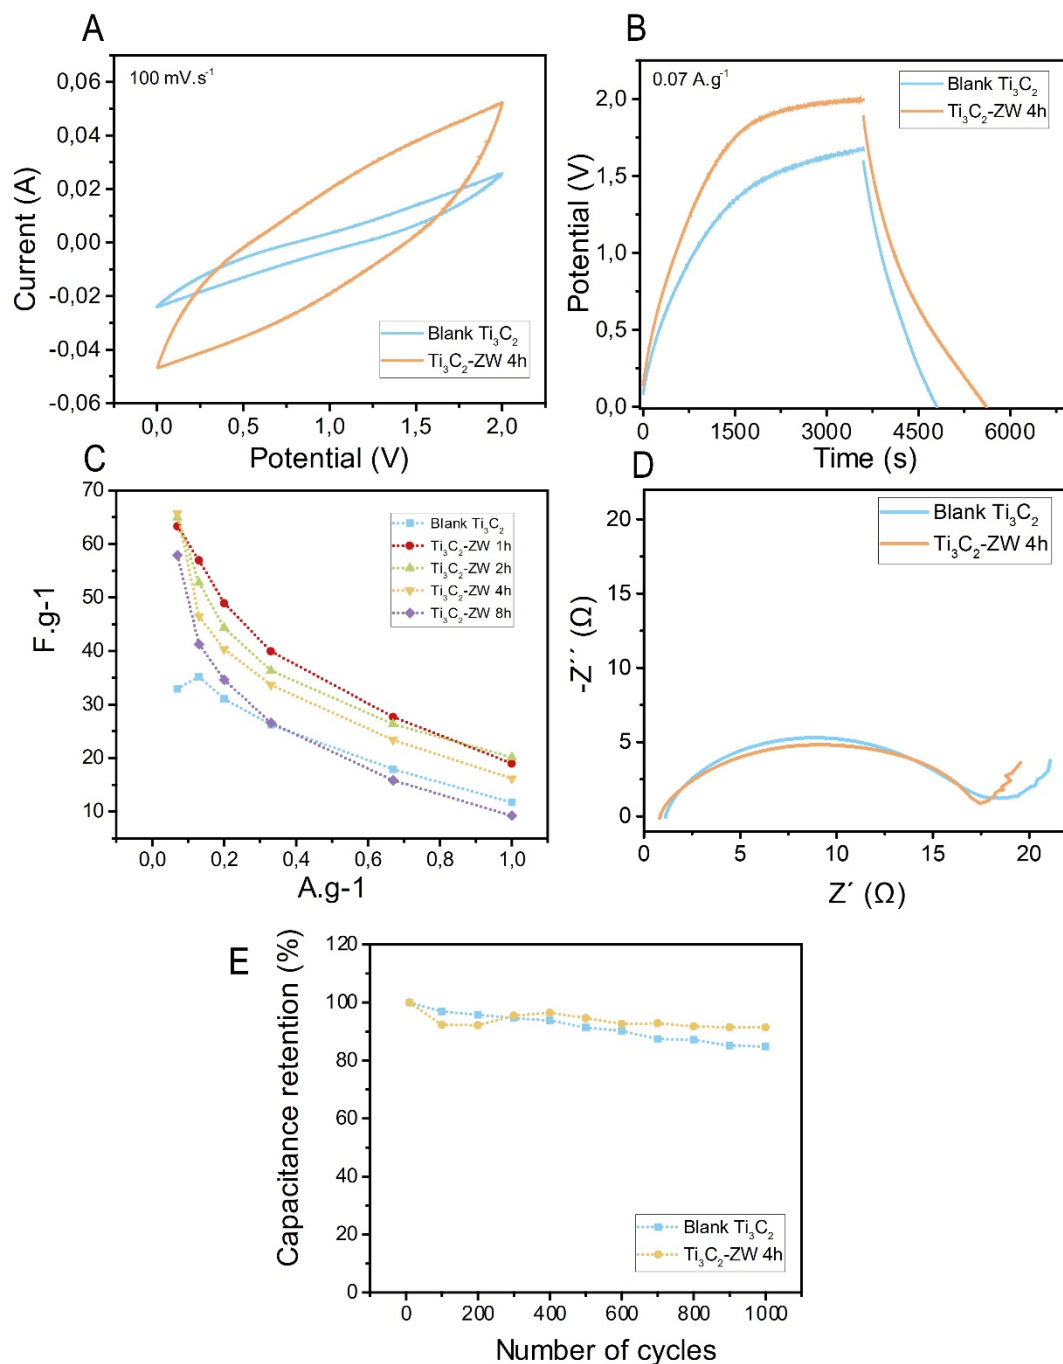 A
100 mV.s⁻¹
0,06
0,04
0,02
0,00
-0,02
-0,04
-0,06
Current (A)
Blank Ti₃C₂
Ti₃C₂-ZW 4h
0,0
0,5
1,0
1,5
2,0
Potential (V)
B
0.07 A.g⁻¹
Blank Ti₃C₂
Ti₃C₂-ZW 4h
2.0
1.5
1.0
0,5
0,0
Potential (V)
0
1500
3000
4500
6000
Time (s)
C
70
60
50
40
30
20
10
F.g-1
Blank Ti₃C₂
Ti₃C₂-ZW 1h
Ti₃C₂-ZW 2h
Ti₃C₂-ZW 4h
Ti₃C₂-ZW 8h
0,0
0,2
0,4
0,6
0,8
1,0
A.g-1
D
Blank Ti₃C₂
Ti₃C₂-ZW 4h
20
15
10
5
0
-Z´´ (Ω)
0
5
10
15
20
Z´ (Ω)
E
120
100
80
60
40
20
0
Capacitance retention (%)
Blank Ti₃C₂
Ti₃C₂-ZW 4h
0
200
400
600
800
1000
Number of cycles